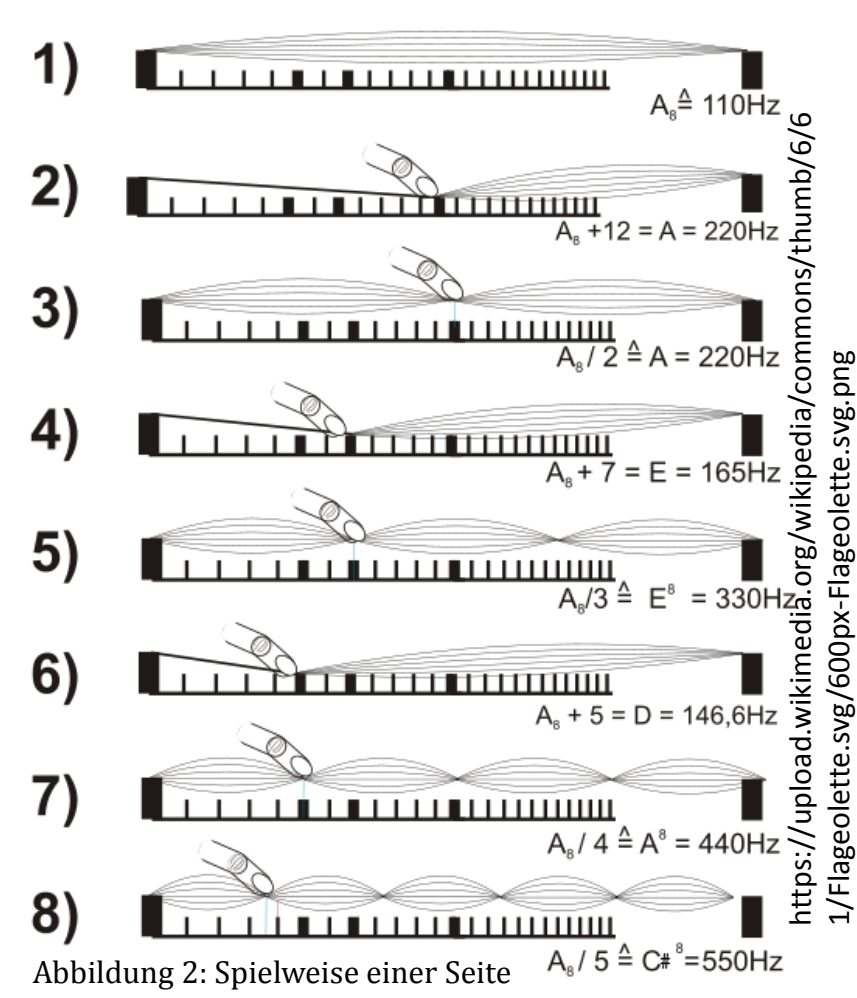 1)
A₈ ≙ 110Hz
2)
A₈ +12 = A = 220Hz
3)
A₈/ 2 ≙ A = 220Hz
4)
A₈ + 7 = E = 165Hz
5)
A₈/3 ≙ E⁸ = 330Hz
6)
A₈ + 5 = D = 146,6Hz
7)
A₈ / 4 ≙ A⁸ = 440Hz
8)
A₈ / 5 ≙ C#⁸=550Hz
Abbildung 2: Spielweise einer Seite
https://upload.wikimedia.org/wikipedia/commons/thumb/6/6
1/Flageolette.svg/600px-Flageolette.svg.png